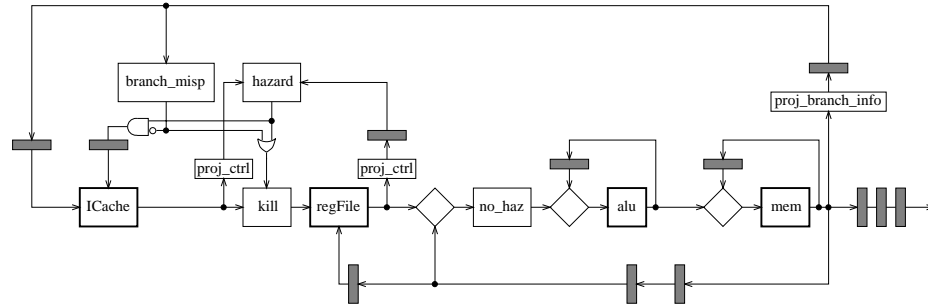 branch_misp
hazard
proj_branch_info
proj_ctrl
proj_ctrl
ICache
kill
regFile
no_haz
alu
mem